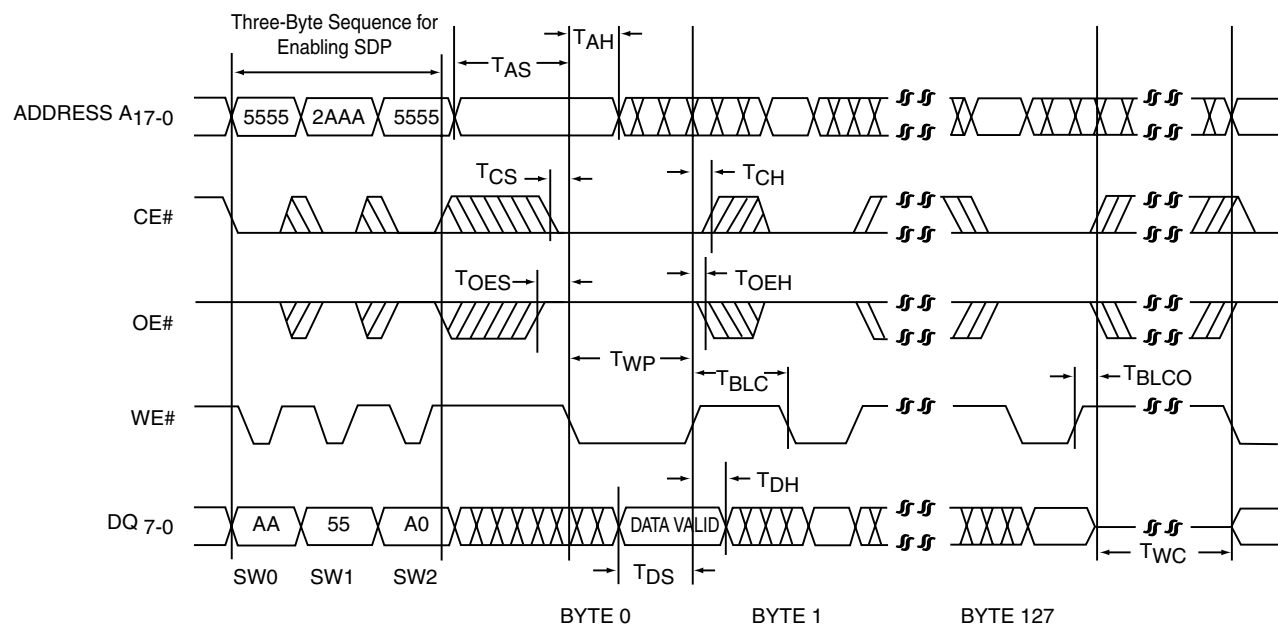 Three-Byte Sequence for
Enabling SDP
TAS
TAH
ADDRESS A17-0
5555
2AAA
5555
TCS
TCH
CE#
TOES
TOEH
OE#
TWP
TBLC
TBLCO
WE#
TDH
DQ 7-0
AA
55
A0
DATA VALID
TWC
SW0
SW1
SW2
TDS
BYTE 0
BYTE 1
BYTE 127